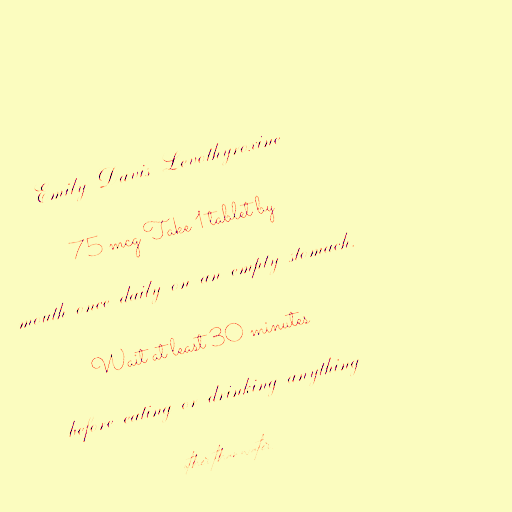 Emily Davis Levothyroxine
75 mcg Take 1 tablet by
mouth once daily on an empty stomach.
Wait at least 30 minutes
before eating or drinking anything